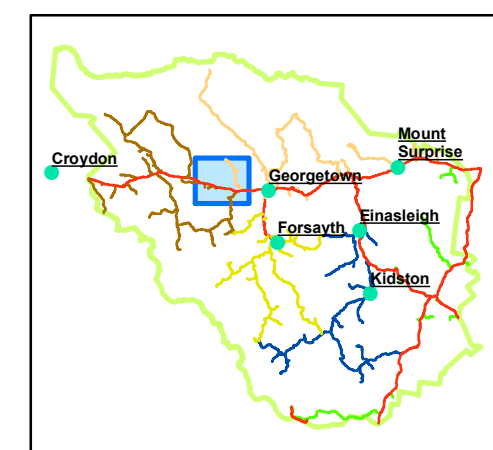 Mount
Surprise
Croydon
Georgetown
Forsayth
Einasleigh
Kidston